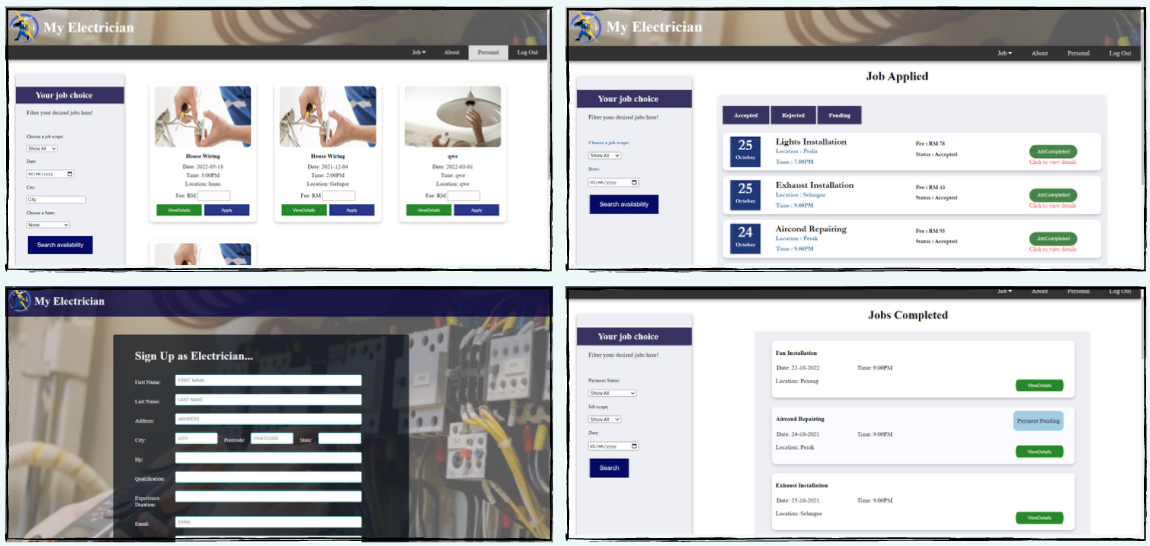 My Electrician
Job ▾ About Personal Log Out
Your job choice
Filter your desired jobs here!
Choose a job scope:
Show All
Date:
dd/mm/yyyy
City:
City
Choose a State:
None
Search availability
House Wiring
Date: 2022-05-18
Time: 3:00PM
Fee: RM
ViewDetails Apply
House Wiring
Date: 2021-12-04
Time: 2:00PM
Location: Gelugor
Fee: RM
ViewDetails Apply
qwe
Date: 2022-03-01
Time: qwe
Location: qwe
Fee: RM
ViewDetails Apply
My Electrician
Job ▾ About Personal Log Out
Your job choice
Filter your desired jobs here!
Choose a job scope:
Show All
Date:
dd/mm/yyyy
Search availability
Job Applied
Accepted Rejected Pending
25 October
Lights Installation
Location : Perlis
Time : 7.00PM
Fee : RM 78
Status : Accepted
JobCompleted
Click to view details
25 October
Exhaust Installation
Location : Selangor
Time : 9.00PM
Fee : RM 43
Status : Accepted
JobCompleted
Click to view details
24 October
Aircond Repairing
Location : Perak
Time : 9.00PM
Fee : RM 95
Status : Accepted
JobCompleted
Click to view details
My Electrician
Sign Up as Electrician...
First Name: FIRST NAME
Last Name: LAST NAME
Address: ADDRESS
City: CITY Postcode: POSTCODE State:
Hp:
Qualification:
Experience
Duration:
Email: EMAIL
Job ▾ About Personal Log Out
Your job choice
Filter your desired jobs here!
Payment Status:
Show All
Job scope:
Show All
Date:
dd/mm/yyyy
Search
Jobs Completed
Fan Installation
Date: 22-10-2022 Time: 9.00PM
Location: Penang
ViewDetails
Aircond Repairing
Payment Pending
Date: 24-10-2021 Time: 9.00PM
Location: Perak
ViewDetails
Exhaust Installation
Date: 25-10-2021 Time: 9.00PM
Location: Selangor
ViewDetails